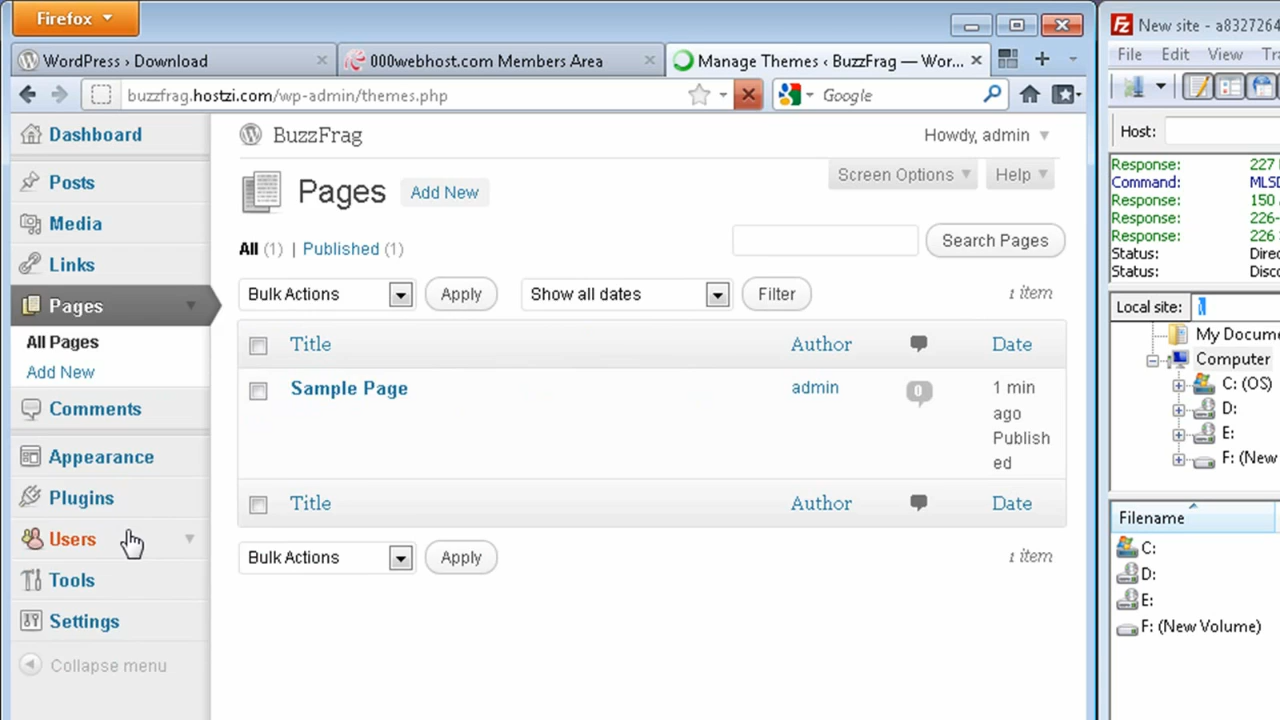 Firefox
WordPress › Download
000webhost.com Members Area
Manage Themes ‹ BuzzFrag — Wor...
buzzfrag.hostzi.com/wp-admin/themes.php
Google
Dashboard
Posts
Media
Links
Pages
All Pages
Add New
Comments
Appearance
Plugins
Users
Tools
Settings
Collapse menu
BuzzFrag
Howdy, admin
Pages Add New
Screen Options
Help
All (1) | Published (1)
Search Pages
Bulk Actions
Apply
Show all dates
Filter
1 item
Title Author Date
Sample Page admin 0 1 min
ago
Publish
ed
Title Author Date
Bulk Actions
Apply
1 item
Fz New site - a8327264
File Edit View Tra
Host:
Response: 227
Command: MLSD
Response: 150
Response: 226-
Response: 226
Status: Direc
Status: Disco
Local site: \
My Docume
Computer
C: (OS)
D:
E:
F: (New
Filename
C:
D:
E:
F: (New Volume)